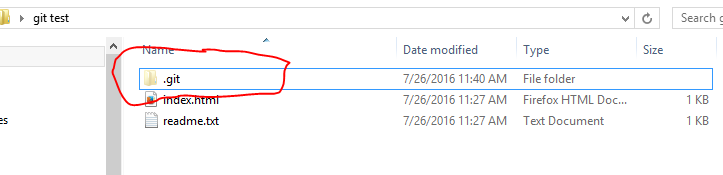 git test
Search g
Name Date modified Type Size
.git 7/26/2016 11:40 AM File folder
index.html 7/26/2016 11:27 AM Firefox HTML Doc... 1 KB
es readme.txt 7/26/2016 11:27 AM Text Document 1 KB